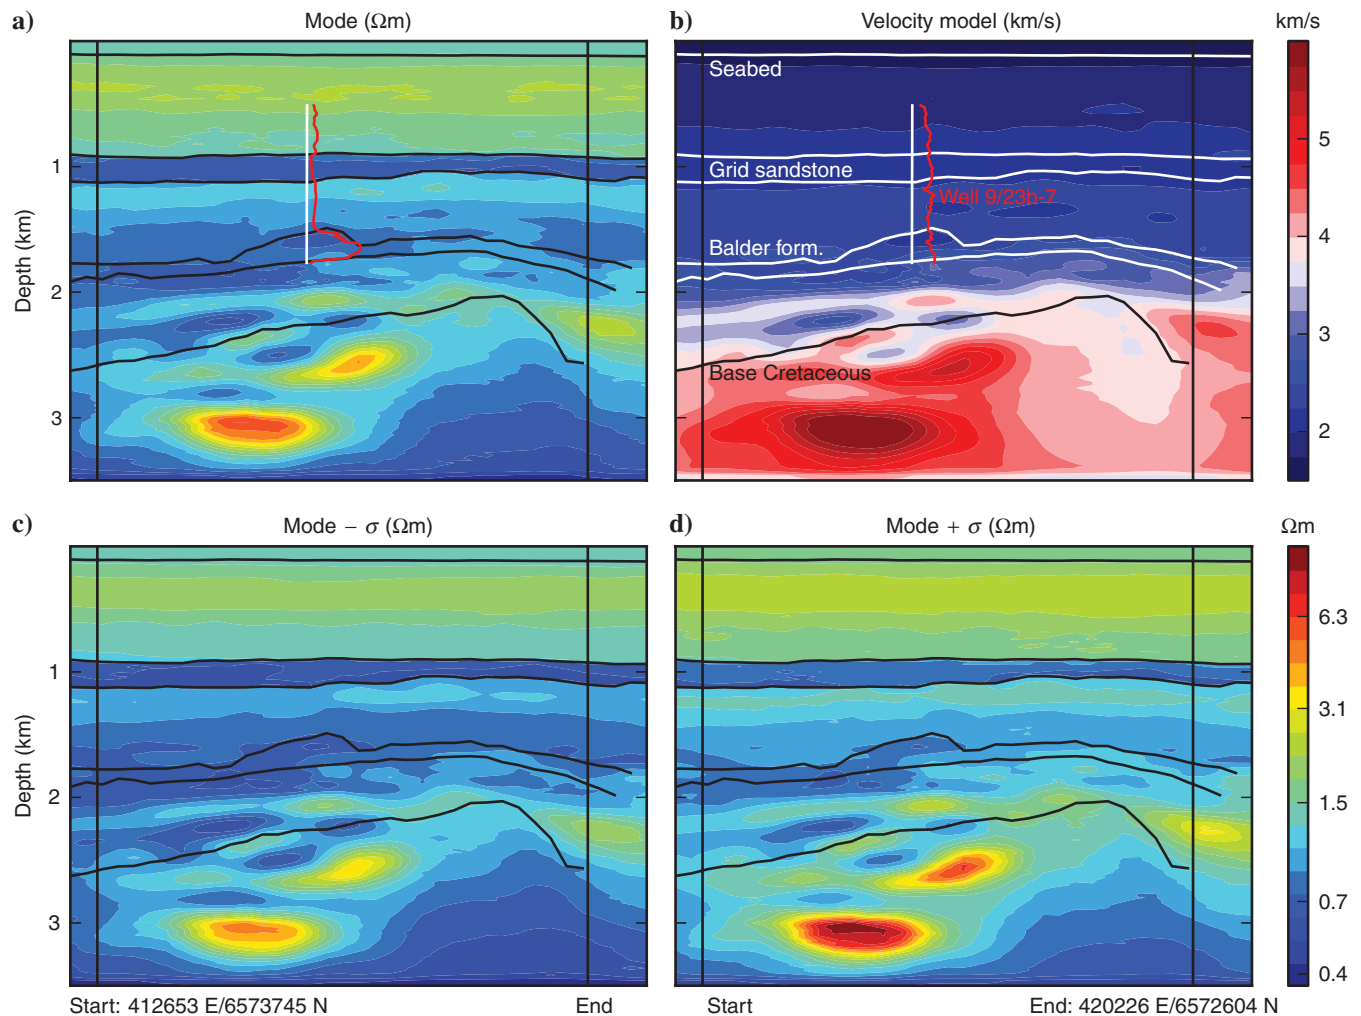 a) Mode (Ωm)
b) Velocity model (km/s) km/s
Seabed
Grid sandstone
Well 9/23b-7
Balder form.
Base Cretaceous
Depth (km)
1
2
3
5
4
3
2
c) Mode − σ (Ωm)
d) Mode + σ (Ωm) Ωm
Depth (km)
1
2
3
6.3
3.1
1.5
0.7
0.4
Start: 412653 E/6573745 N End
Start End: 420226 E/6572604 N